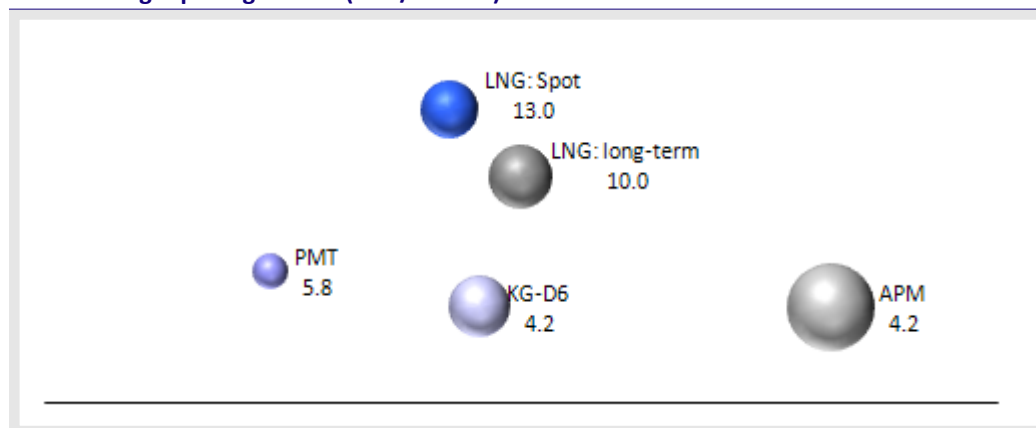 LNG: Spot
13.0
LNG: long-term
10.0
PMT
5.8
KG-D6
4.2
APM
4.2